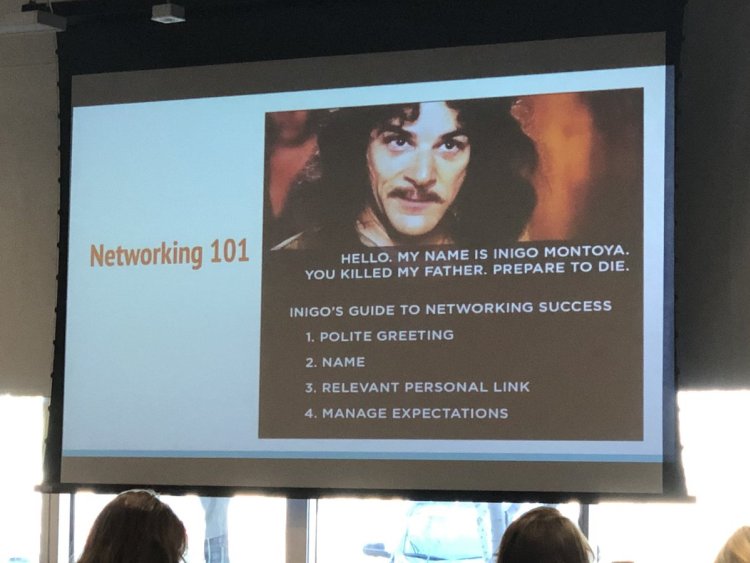 Networking 101
HELLO. MY NAME IS INIGO MONTOYA.
YOU KILLED MY FATHER. PREPARE TO DIE.
INIGO'S GUIDE TO NETWORKING SUCCESS
1. POLITE GREETING
2. NAME
3. RELEVANT PERSONAL LINK
4. MANAGE EXPECTATIONS